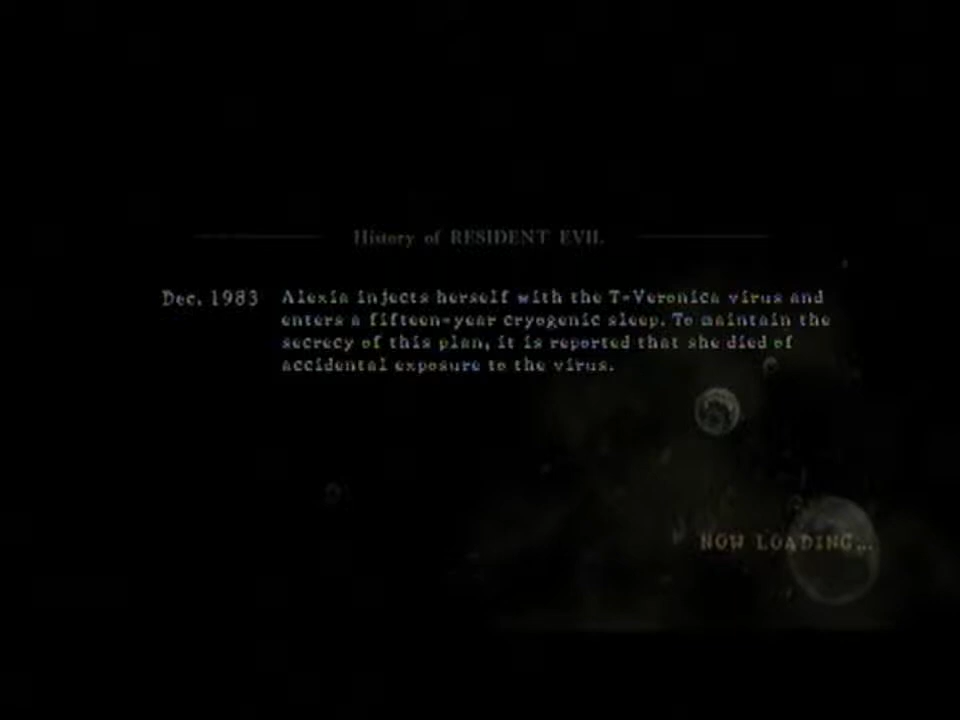 History of RESIDENT EVIL
Dec. 1983 Alexia injects herself with the T-Veronica virus and
enters a fifteen-year cryogenic sleep. To maintain the
secrecy of this plan, it is reported that she died of
accidental exposure to the virus.
NOW LOADING...